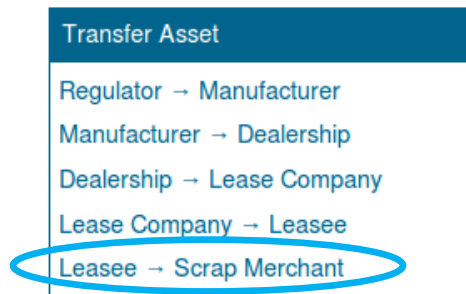 Transfer Asset
Regulator → Manufacturer
Manufacturer → Dealership
Dealership → Lease Company
Lease Company → Leasee
Leasee → Scrap Merchant